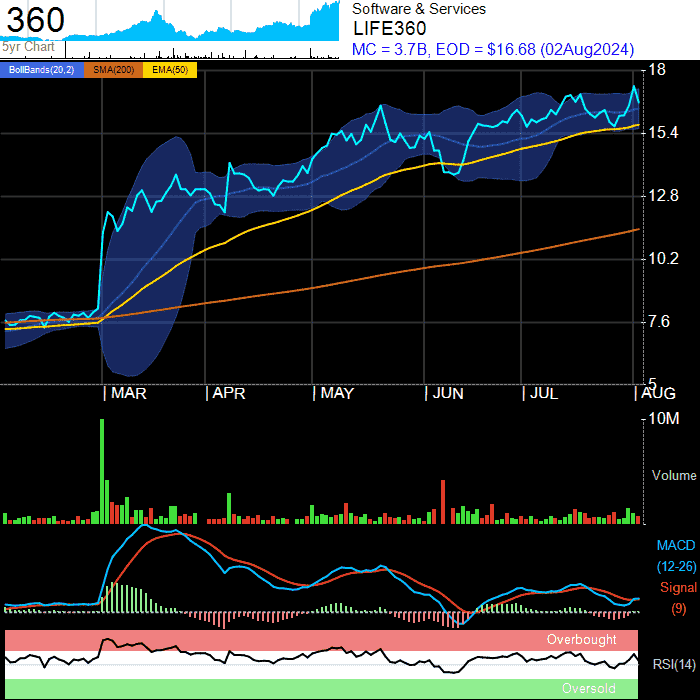 360
5yr Chart
Software & Services
LIFE360
MC = 3.7B, EOD = $16.68 (02Aug2024)
BollBands(20,2) SMA(200) EMA(50)
18
15.4
12.8
10.2
7.6
5
MAR APR MAY JUN JUL AUG
10M
Volume
MACD
(12-26)
Signal
(9)
Overbought
RSI(14)
Oversold